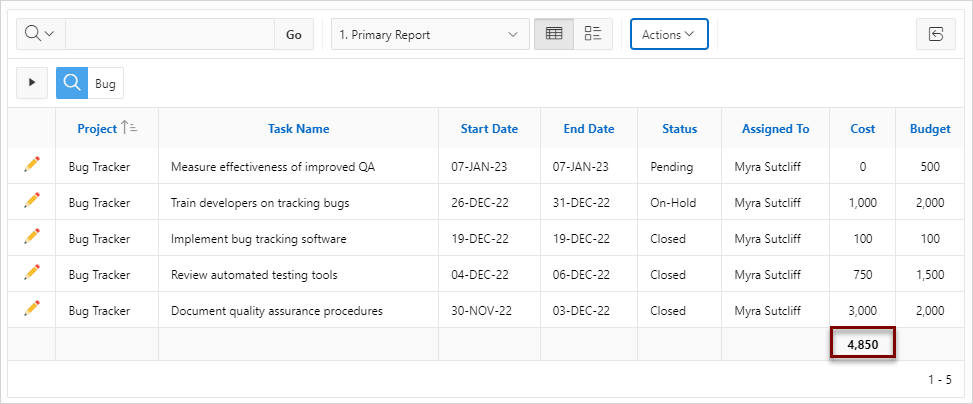 Go 1. Primary Report Actions
Bug
Project Task Name Start Date End Date Status Assigned To Cost Budget
Bug Tracker Measure effectiveness of improved QA 07-JAN-23 07-JAN-23 Pending Myra Sutcliff 0 500
Bug Tracker Train developers on tracking bugs 26-DEC-22 31-DEC-22 On-Hold Myra Sutcliff 1,000 2,000
Bug Tracker Implement bug tracking software 19-DEC-22 19-DEC-22 Closed Myra Sutcliff 100 100
Bug Tracker Review automated testing tools 04-DEC-22 06-DEC-22 Closed Myra Sutcliff 750 1,500
Bug Tracker Document quality assurance procedures 30-NOV-22 03-DEC-22 Closed Myra Sutcliff 3,000 2,000
4,850
1 - 5